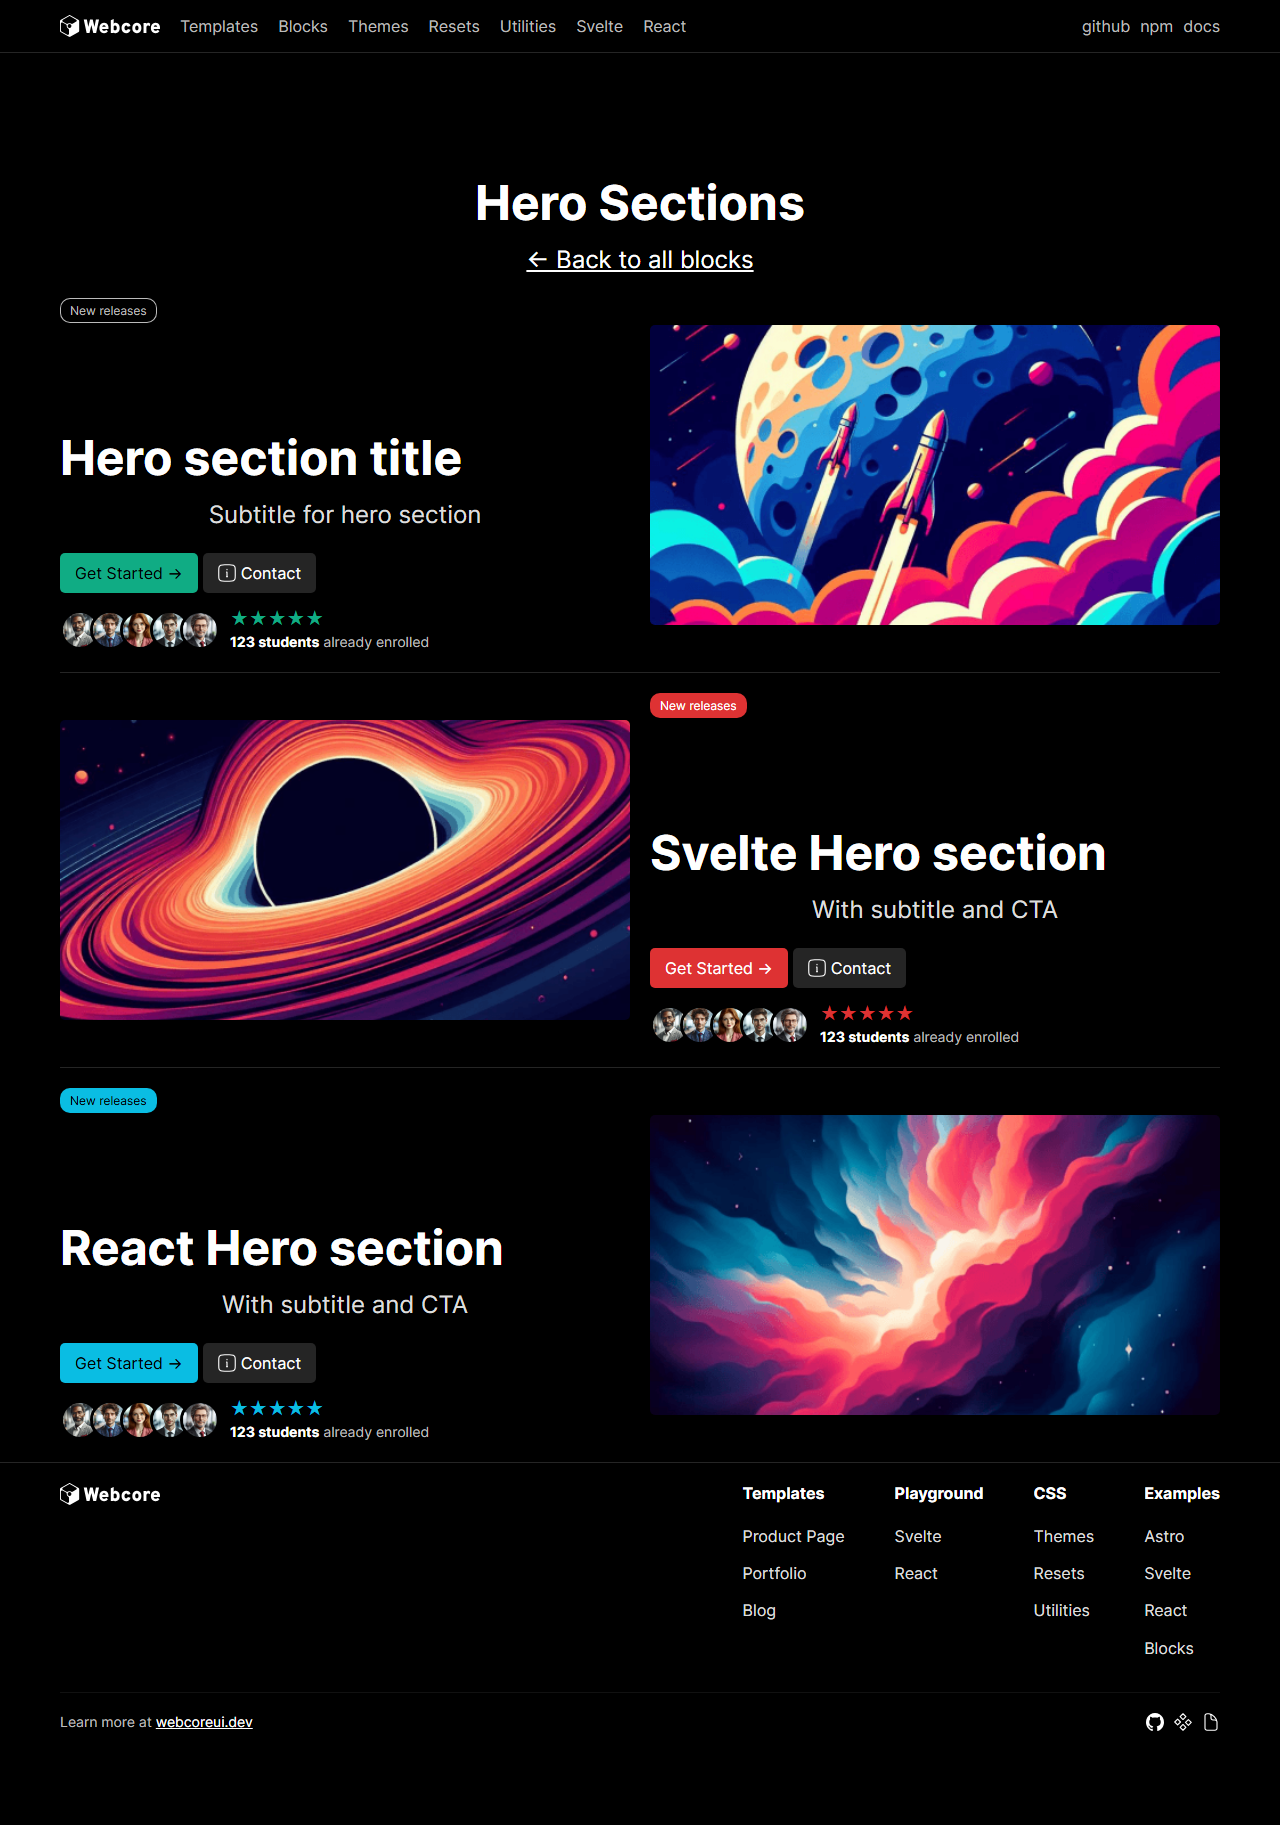 Webcore Templates Blocks Themes Resets Utilities Svelte React github npm docs
Hero Sections
← Back to all blocks
New releases
Hero section title
Subtitle for hero section
Get Started → Contact
★★★★★
123 students already enrolled
New releases
Svelte Hero section
With subtitle and CTA
Get Started → Contact
★★★★★
123 students already enrolled
New releases
React Hero section
With subtitle and CTA
Get Started → Contact
★★★★★
123 students already enrolled
Webcore
Templates
Product Page
Portfolio
Blog
Playground
Svelte
React
CSS
Themes
Resets
Utilities
Examples
Astro
Svelte
React
Blocks
Learn more at webcoreui.dev